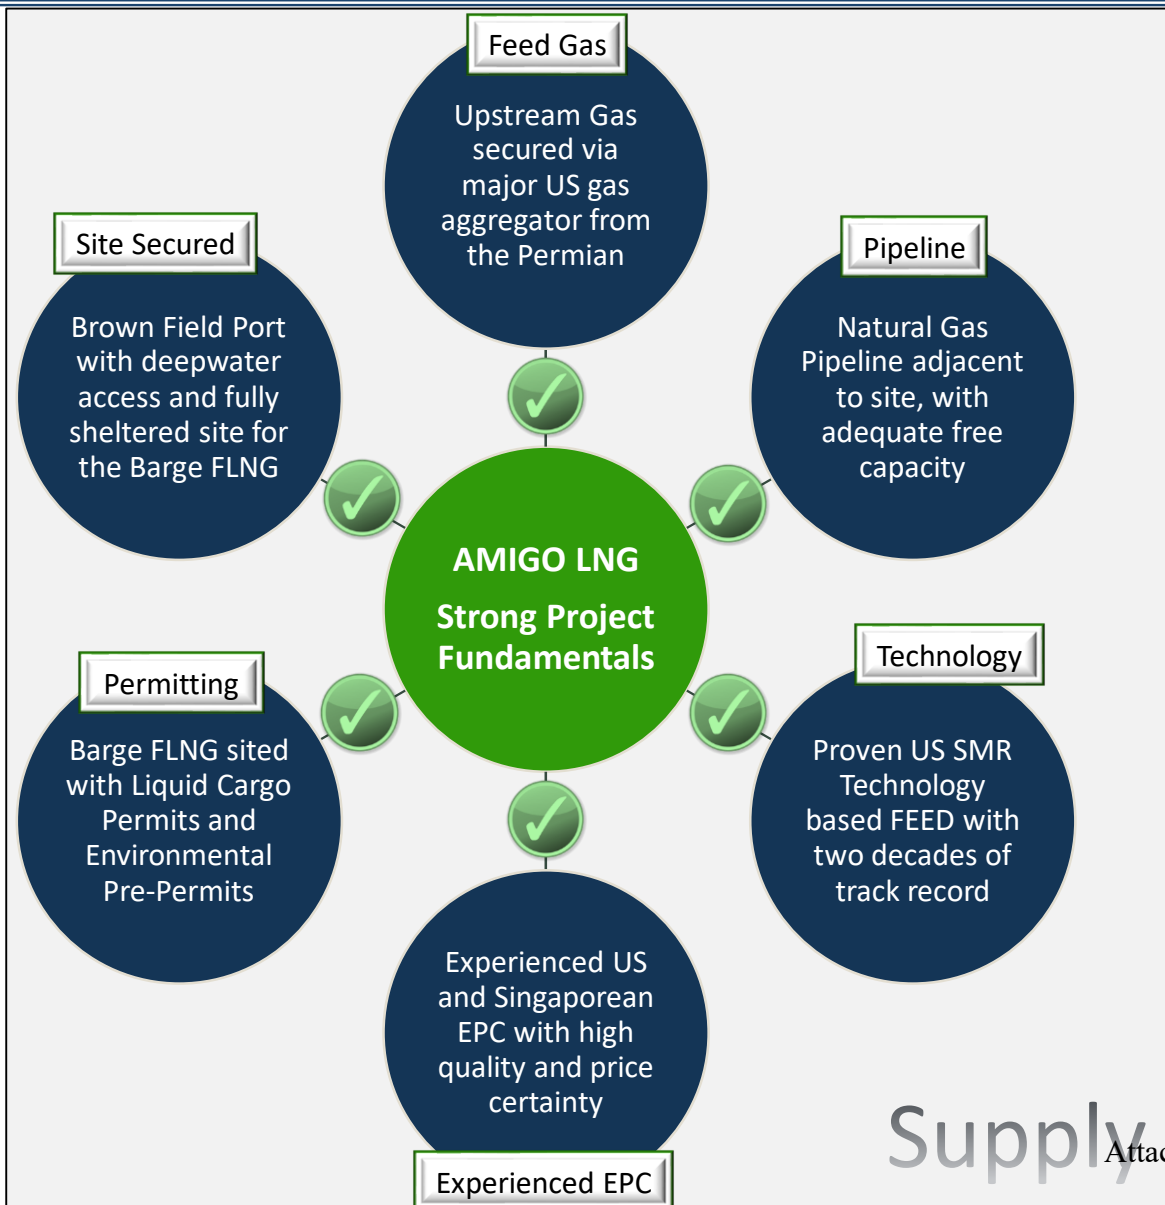 Feed Gas
Upstream Gas
secured via
major US gas
aggregator from
the Permian
Site Secured
Brown Field Port
with deepwater
access and fully
sheltered site for
the Barge FLNG
Pipeline
Natural Gas
Pipeline adjacent
to site, with
adequate free
capacity
AMIGO LNG
Strong Project
Fundamentals
Permitting
Barge FLNG sited
with Liquid Cargo
Permits and
Environmental
Pre-Permits
Technology
Proven US SMR
Technology
based FEED with
two decades of
track record
Experienced US
and Singaporean
EPC with high
quality and price
certainty
Experienced EPC
Supply
Attac